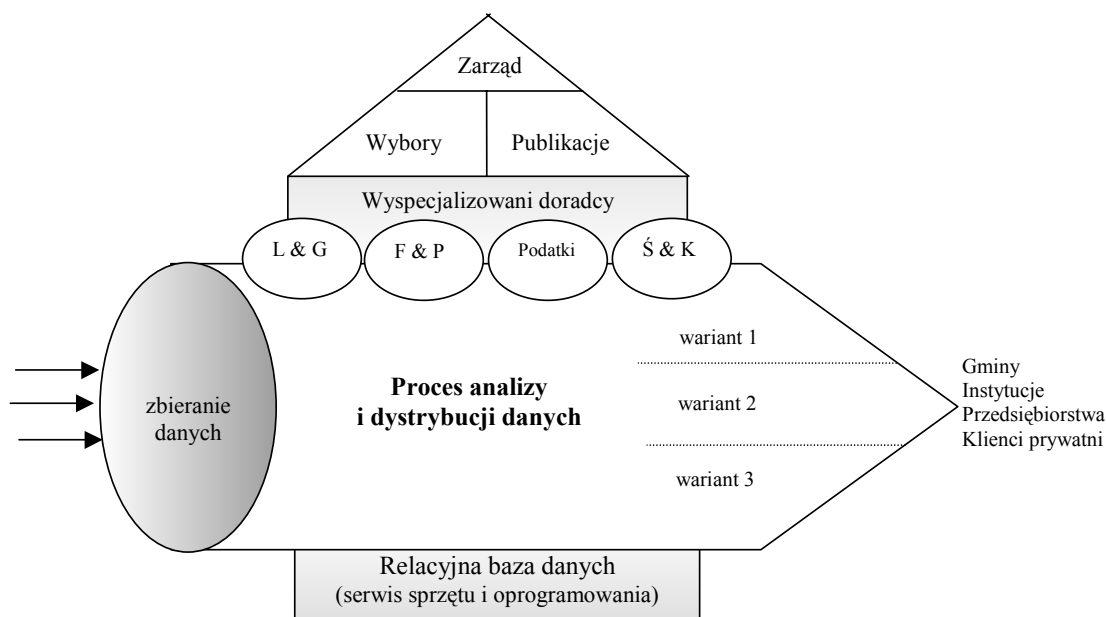 Zarząd
Wybory
Publikacje
Wyspecjalizowani doradcy
L & G
F & P
Podatki
Ś & K
zbieranie
danych
Proces analizy
i dystrybucji danych
wariant 1
wariant 2
wariant 3
Gminy
Instytucje
Przedsiębiorstwa
Klienci prywatni
Relacyjna baza danych
(serwis sprzętu i oprogramowania)